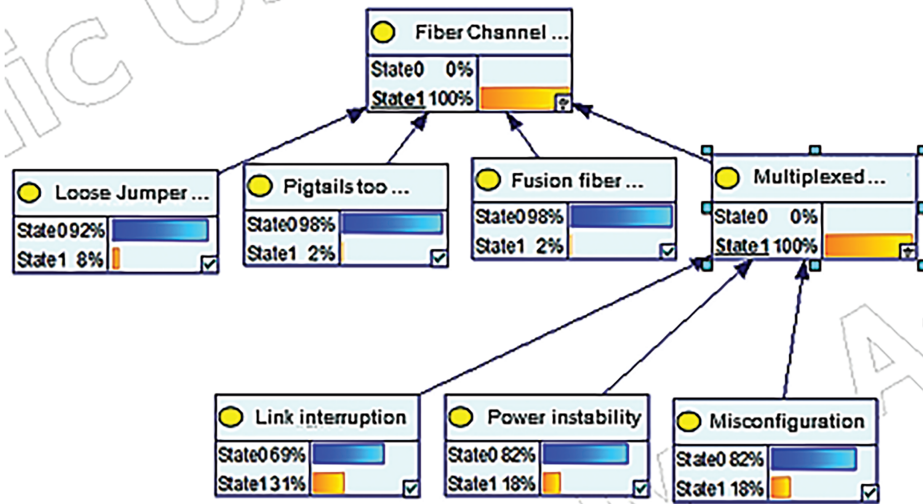 Fiber Channel ...
State0 0%
State1 100%
Loose Jumper ...
State0 92%
State1 8%
Pigtails too ...
State0 98%
State1 2%
Fusion fiber ...
State0 98%
State1 2%
Multiplexed ...
State0 0%
State1 100%
Link interruption
State0 69%
State1 31%
Power instability
State0 82%
State1 18%
Misconfiguration
State0 82%
State1 18%